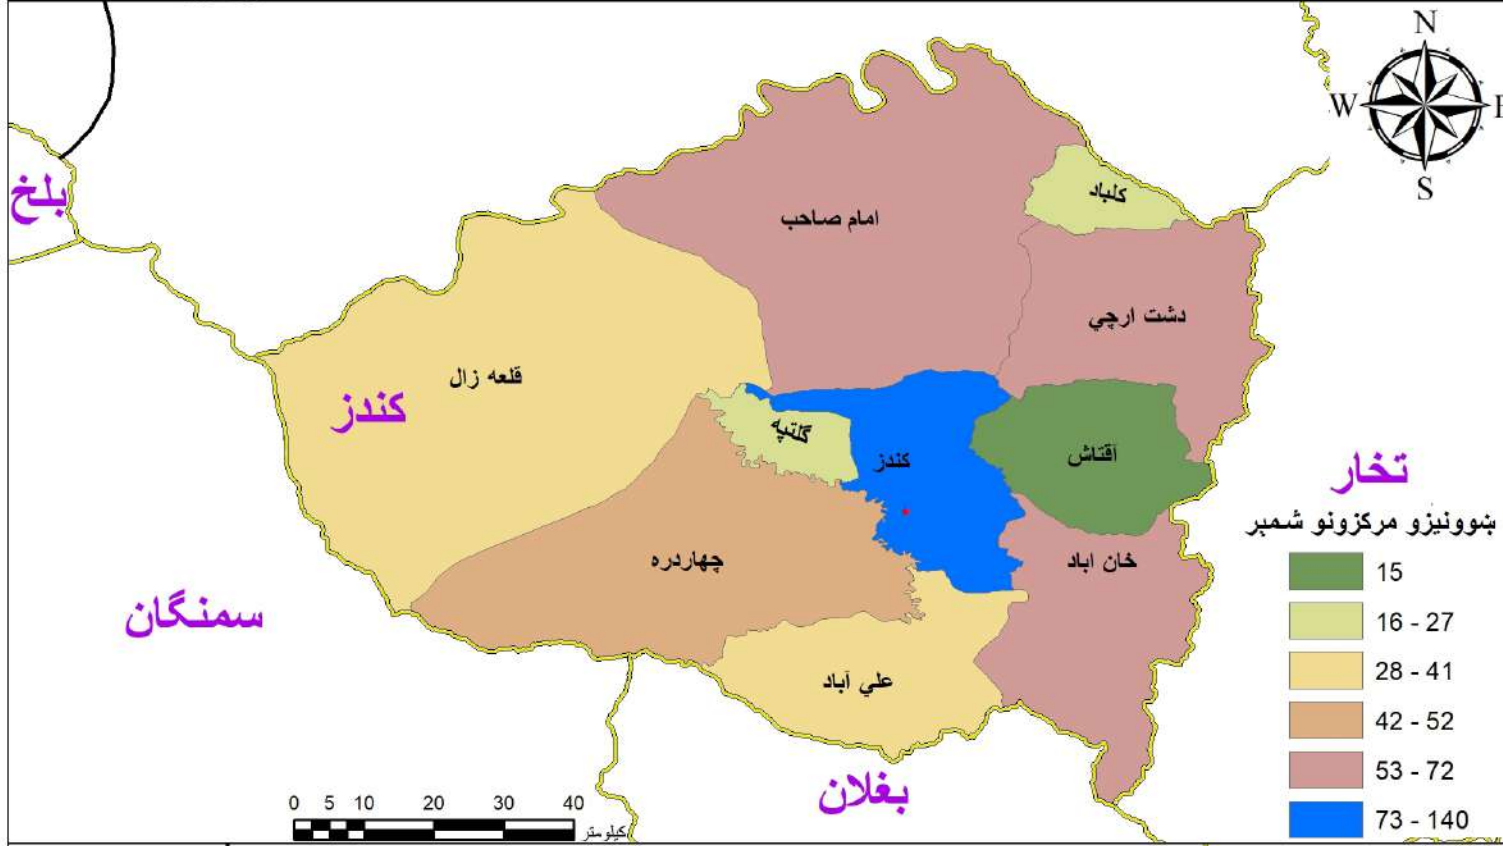 N
W
E
S
بلخ
کلباد
امام صاحب
دشت ارچي
قلعه زال
کندز
گلتپه
کندز
آقتاش
تخار
ښوونيزو مرکزونو شمېر
چهاردره
خان اباد
15
سمنگان
16 - 27
28 - 41
علي آباد
42 - 52
53 - 72
بغلان
0 5 10 20 30 40
کيلومتر
73 - 140